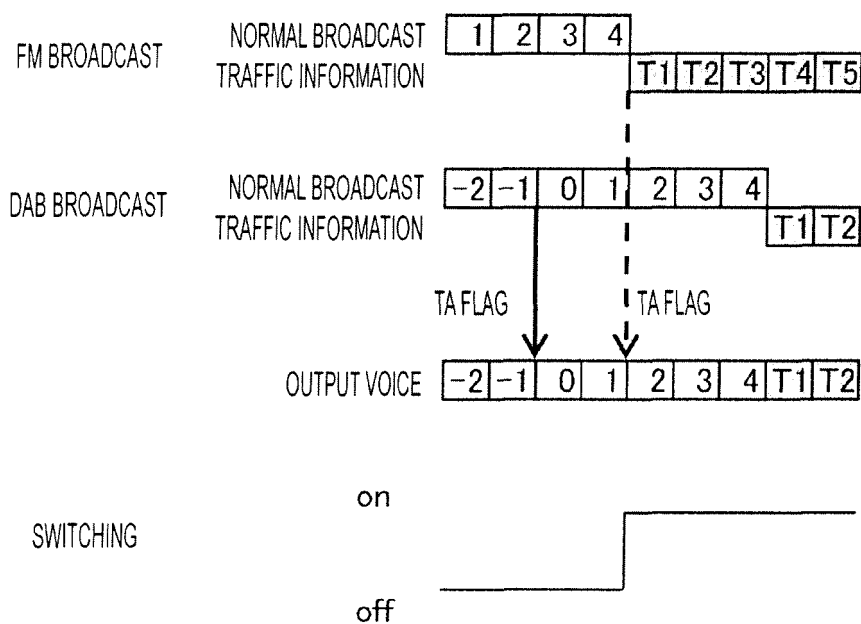 NORMAL BROADCAST 1 2 3 4
FM BROADCAST
TRAFFIC INFORMATION T1 T2 T3 T4 T5
NORMAL BROADCAST -2 -1 0 1 2 3 4
DAB BROADCAST
TRAFFIC INFORMATION T1 T2
TA FLAG TA FLAG
OUTPUT VOICE -2 -1 0 1 2 3 4 T1 T2
on
SWITCHING
off